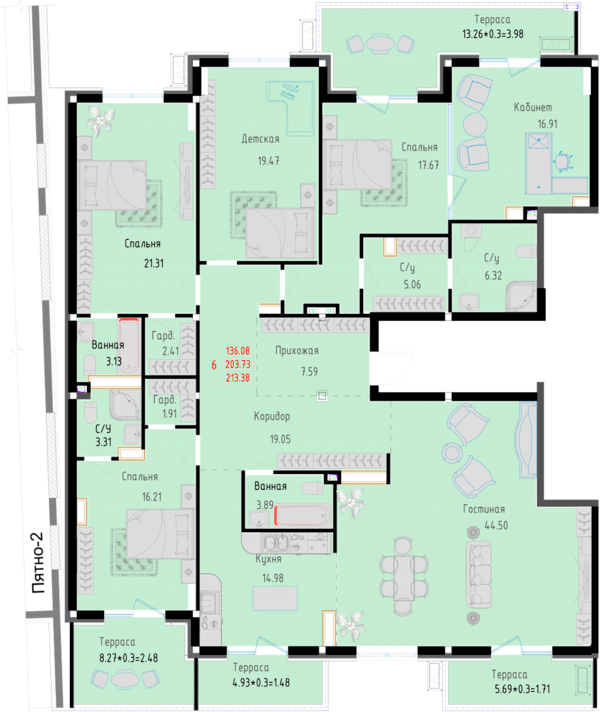 Терраса
13.26*0.3=3.98
Кабинет
16.91
Детская
19.47
Спальня
17.67
Спальня
21.31
С/у
5.06
С/у
6.32
Ванная
3.13
Гард.
2.41
136.08
6
203.73
213.38
Прихожая
7.59
Гард.
1.91
С/У
3.31
Коридор
19.05
Спальня
16.21
Ванная
3.89
Гостиная
44.50
Кухня
14.98
Пятно-2
Терраса
8.27*0.3=2.48
Терраса
4.93*0.3=1.48
Терраса
5.69*0.3=1.71